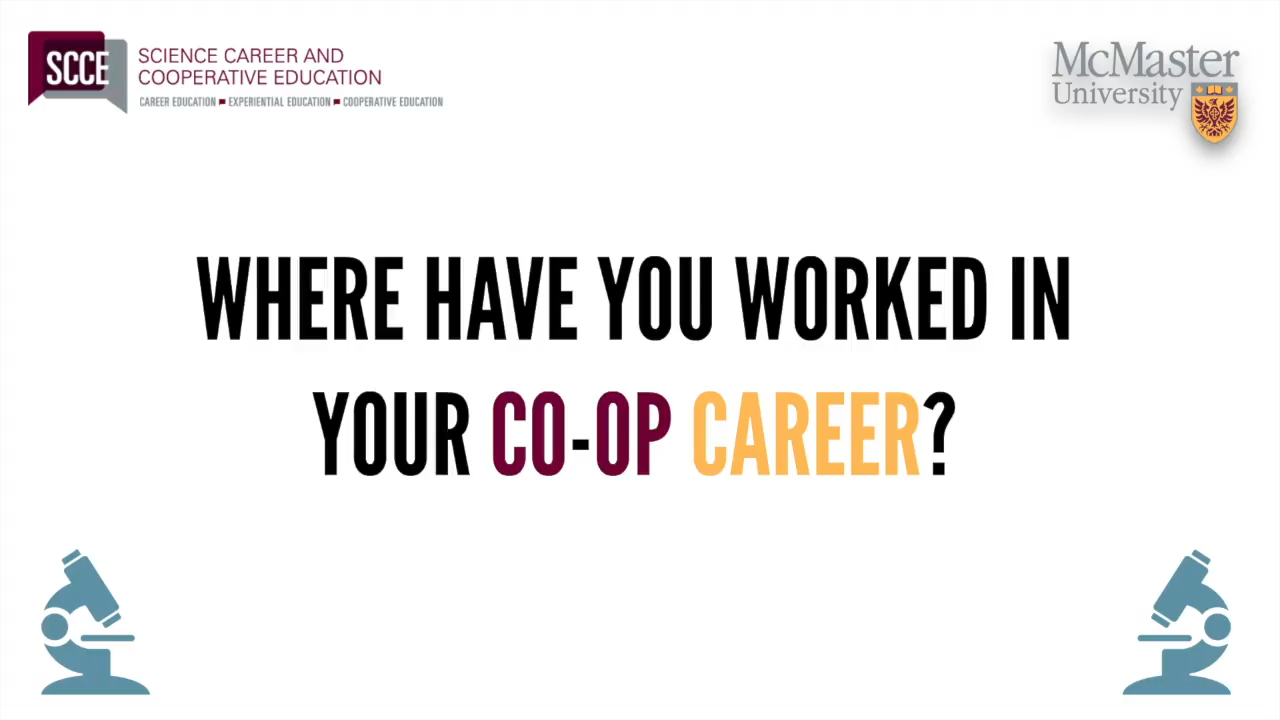 SCCE
SCIENCE CAREER AND
COOPERATIVE EDUCATION
CAREER EDUCATION EXPERIENTIAL EDUCATION COOPERATIVE EDUCATION
McMaster
University
WHERE HAVE YOU WORKED IN
YOUR CO-OP CAREER?